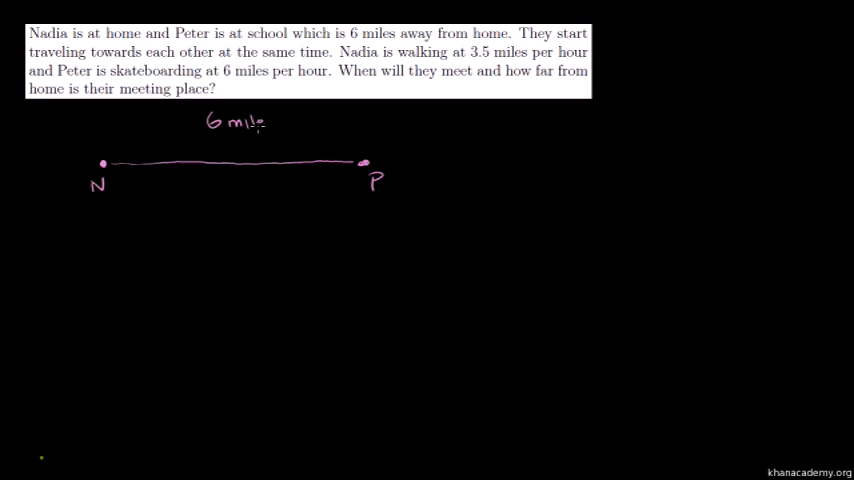 Nadia is at home and Peter is at school which is 6 miles away from home. They start
traveling towards each other at the same time. Nadia is walking at 3.5 miles per hour
and Peter is skateboarding at 6 miles per hour. When will they meet and how far from
home is their meeting place?
6 mile
N
P
khanacademy.org